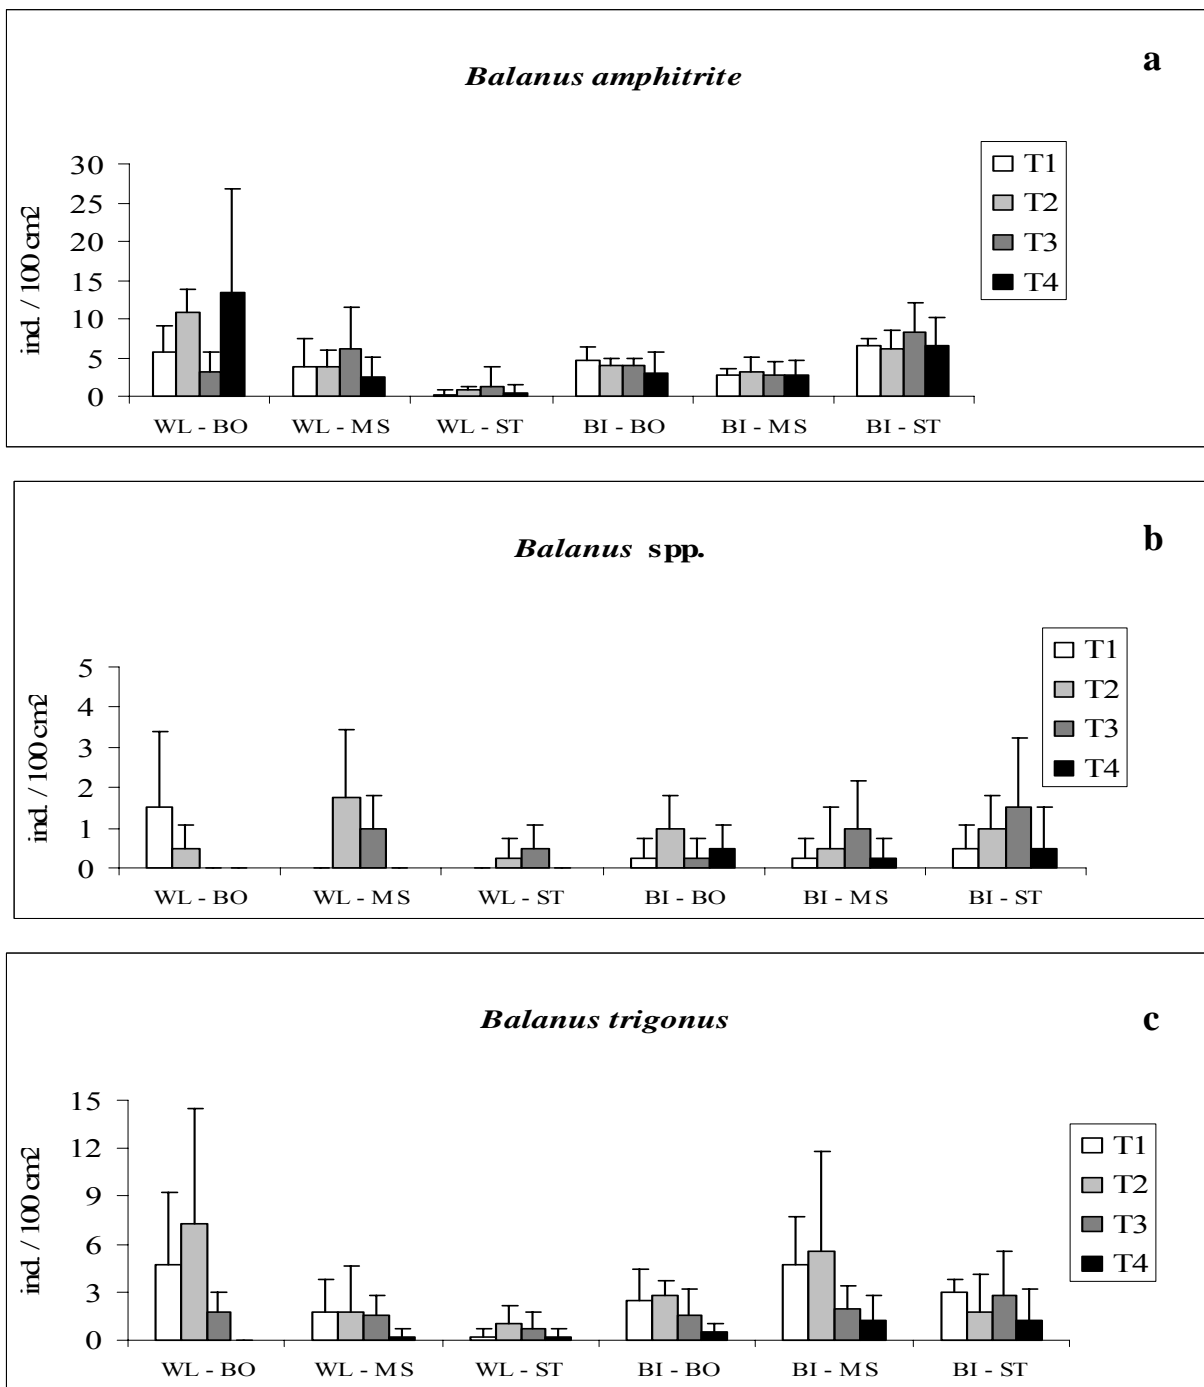 a
Balanus amphitrite
ind. / 100 cm2
30
25
20
15
10
5
0
WL - BO WL - MS WL - ST BI - BO BI - MS BI - ST
T1
T2
T3
T4
b
Balanus spp.
ind. / 100 cm2
5
4
3
2
1
0
WL - BO WL - MS WL - ST BI - BO BI - MS BI - ST
T1
T2
T3
T4
c
Balanus trigonus
ind. / 100 cm2
15
12
9
6
3
0
WL - BO WL - MS WL - ST BI - BO BI - MS BI - ST
T1
T2
T3
T4